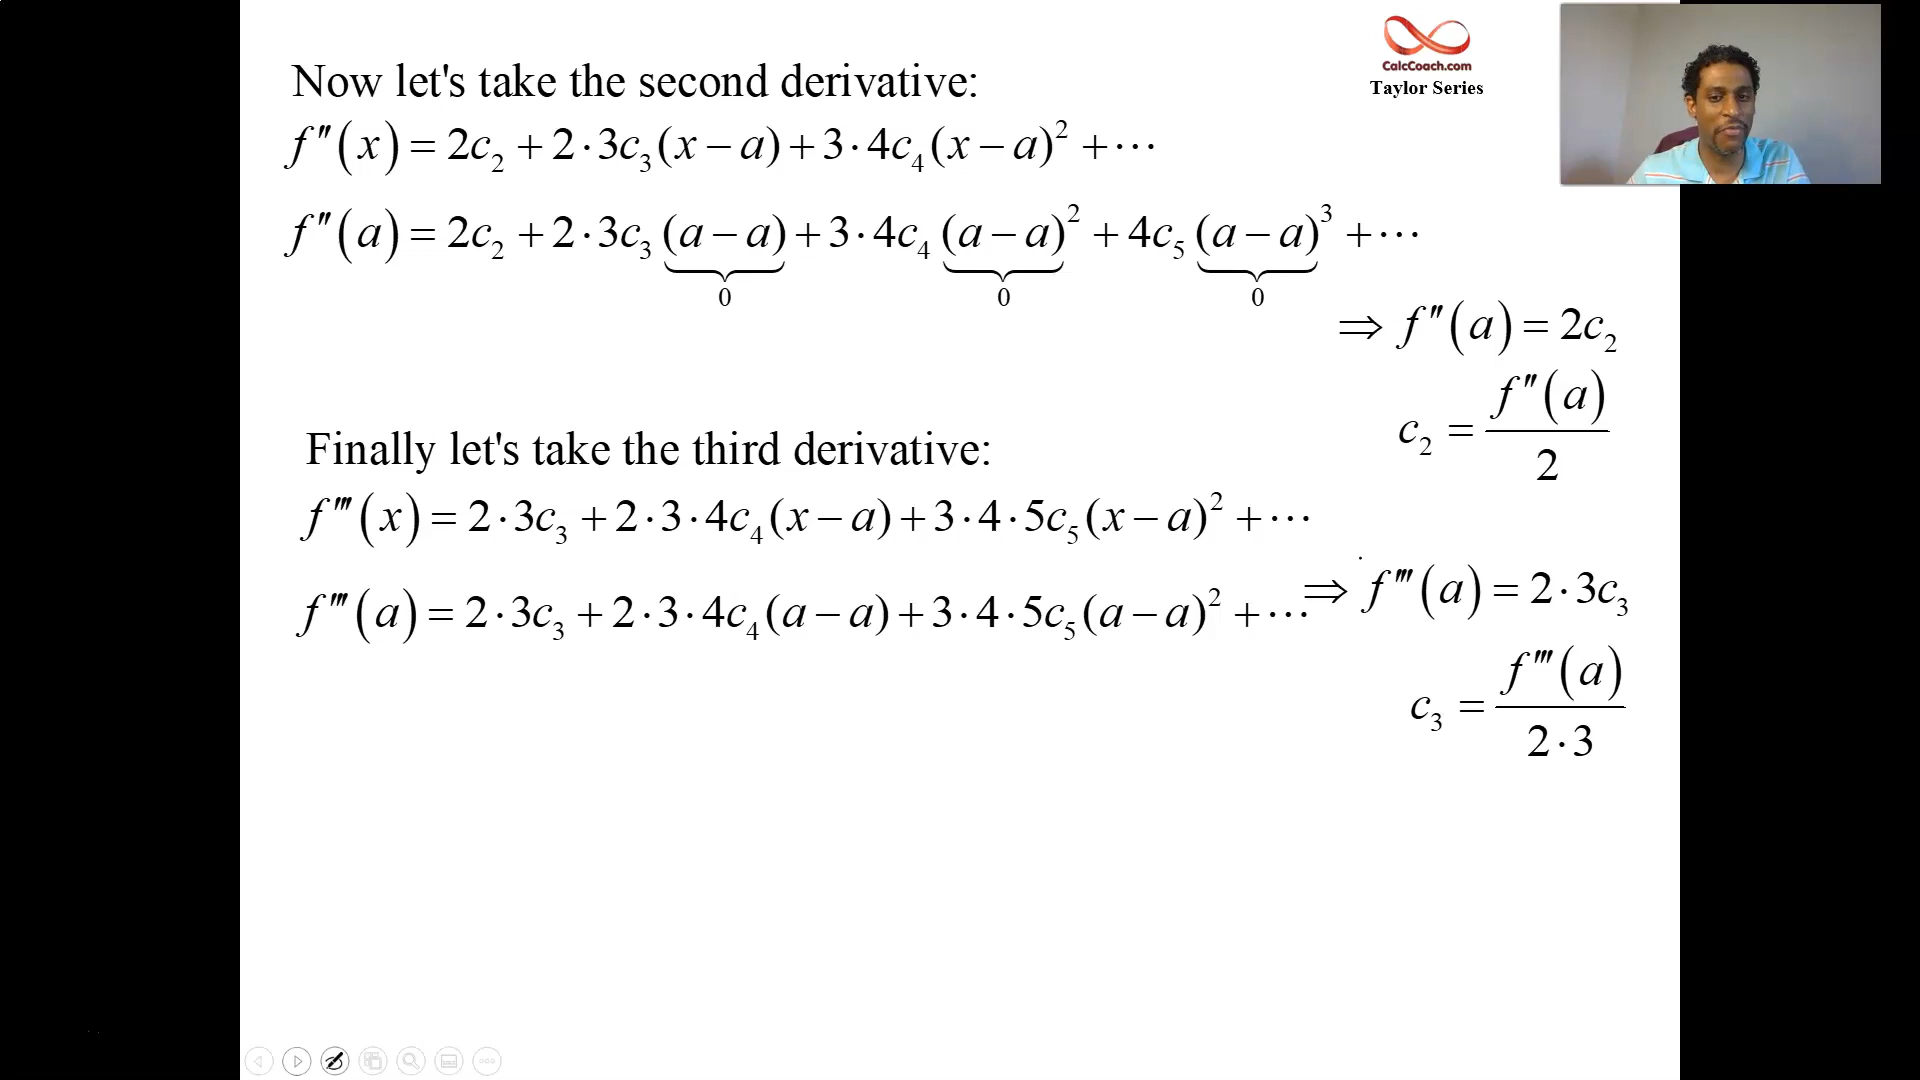 CalcCoach.com
Taylor Series
Now let's take the second derivative:
f″(x) = 2c₂ + 2·3c₃(x − a) + 3·4c₄(x − a)² + ⋯
f″(a) = 2c₂ + 2·3c₃(a − a) + 3·4c₄(a − a)² + 4c₅(a − a)³ + ⋯
0 0 0
⇒ f″(a) = 2c₂
c₂ = f″(a) / 2
Finally let's take the third derivative:
f‴(x) = 2·3c₃ + 2·3·4c₄(x − a) + 3·4·5c₅(x − a)² + ⋯
f‴(a) = 2·3c₃ + 2·3·4c₄(a − a) + 3·4·5c₅(a − a)² + ⋯
⇒ f‴(a) = 2·3c₃
c₃ = f‴(a) / 2·3